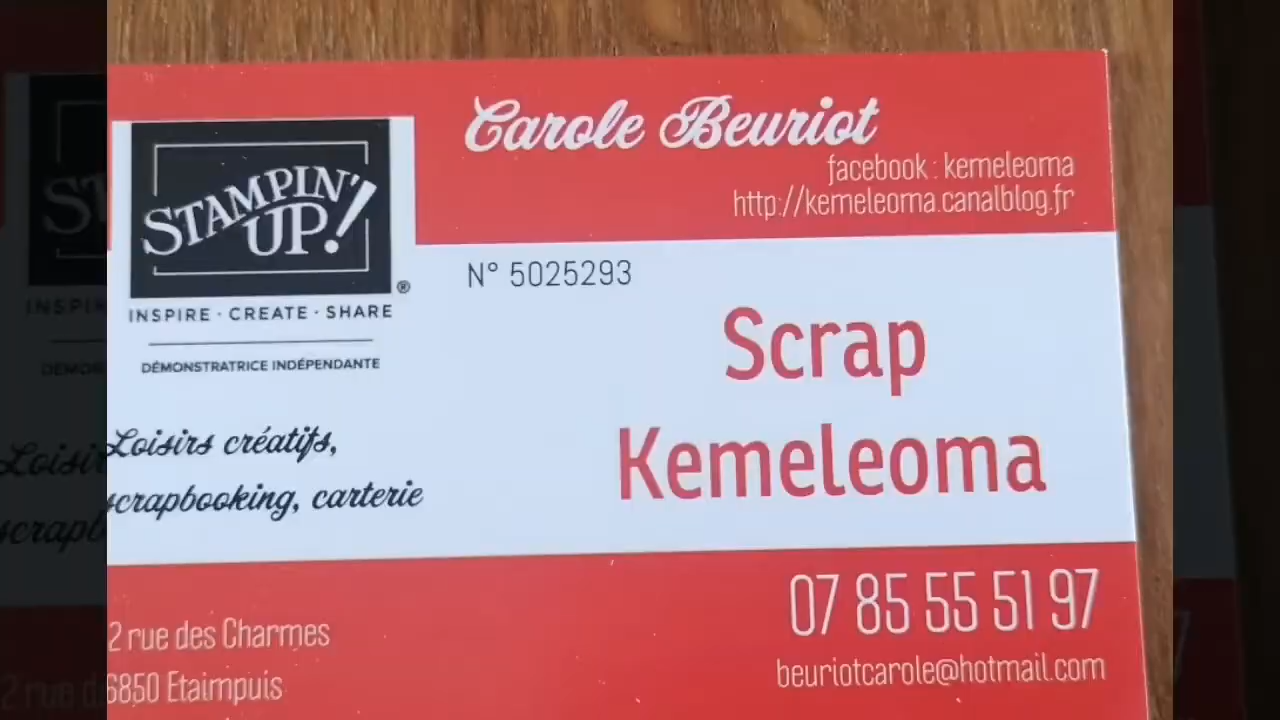 Carole Beuriot
facebook : kemeleoma
http://kemeleoma.canalblog.fr
STAMPIN'
UP!
®
INSPIRE · CREATE · SHARE
DÉMONSTRATRICE INDÉPENDANTE
N° 5025293
Scrap
Kemeleoma
Loisirs créatifs,
scrapbooking, carterie
2 rue des Charmes
6850 Etaimpuis
07 85 55 51 97
beuriotcarole@hotmail.com